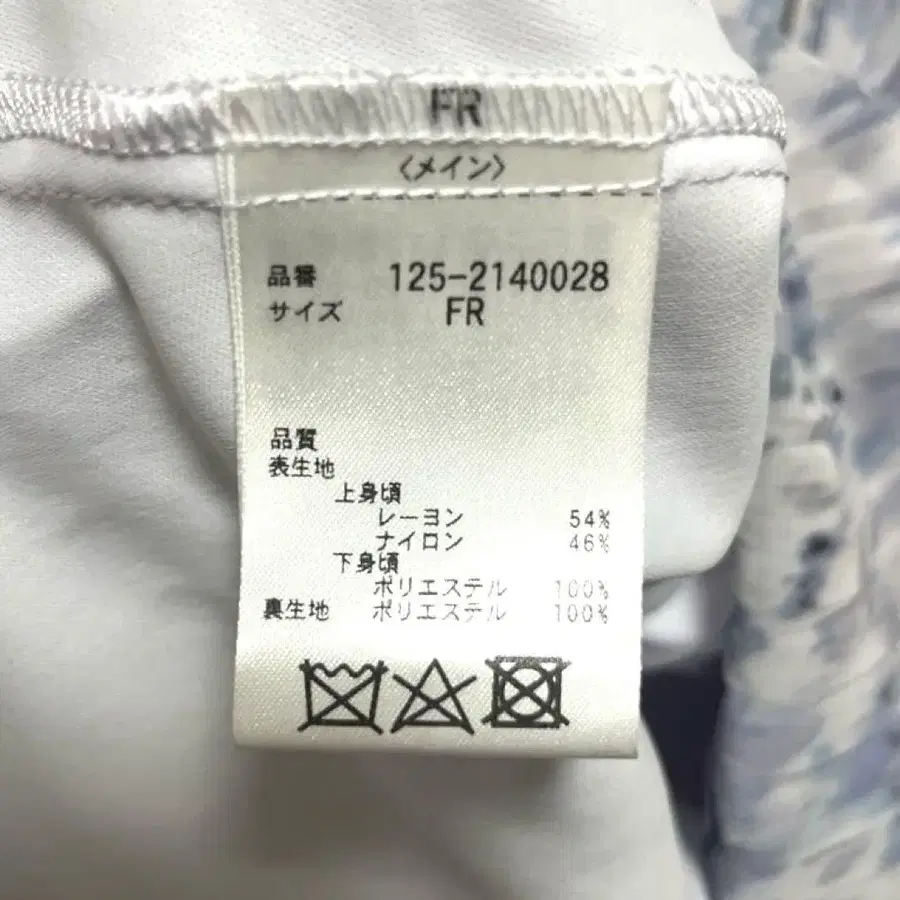 FR
〈メイン〉
品番 125-2140028
サイズ FR
品質
表生地
上身頃
レーヨン 54%
ナイロン 46%
下身頃
ポリエステル 100%
裏生地 ポリエステル 100%